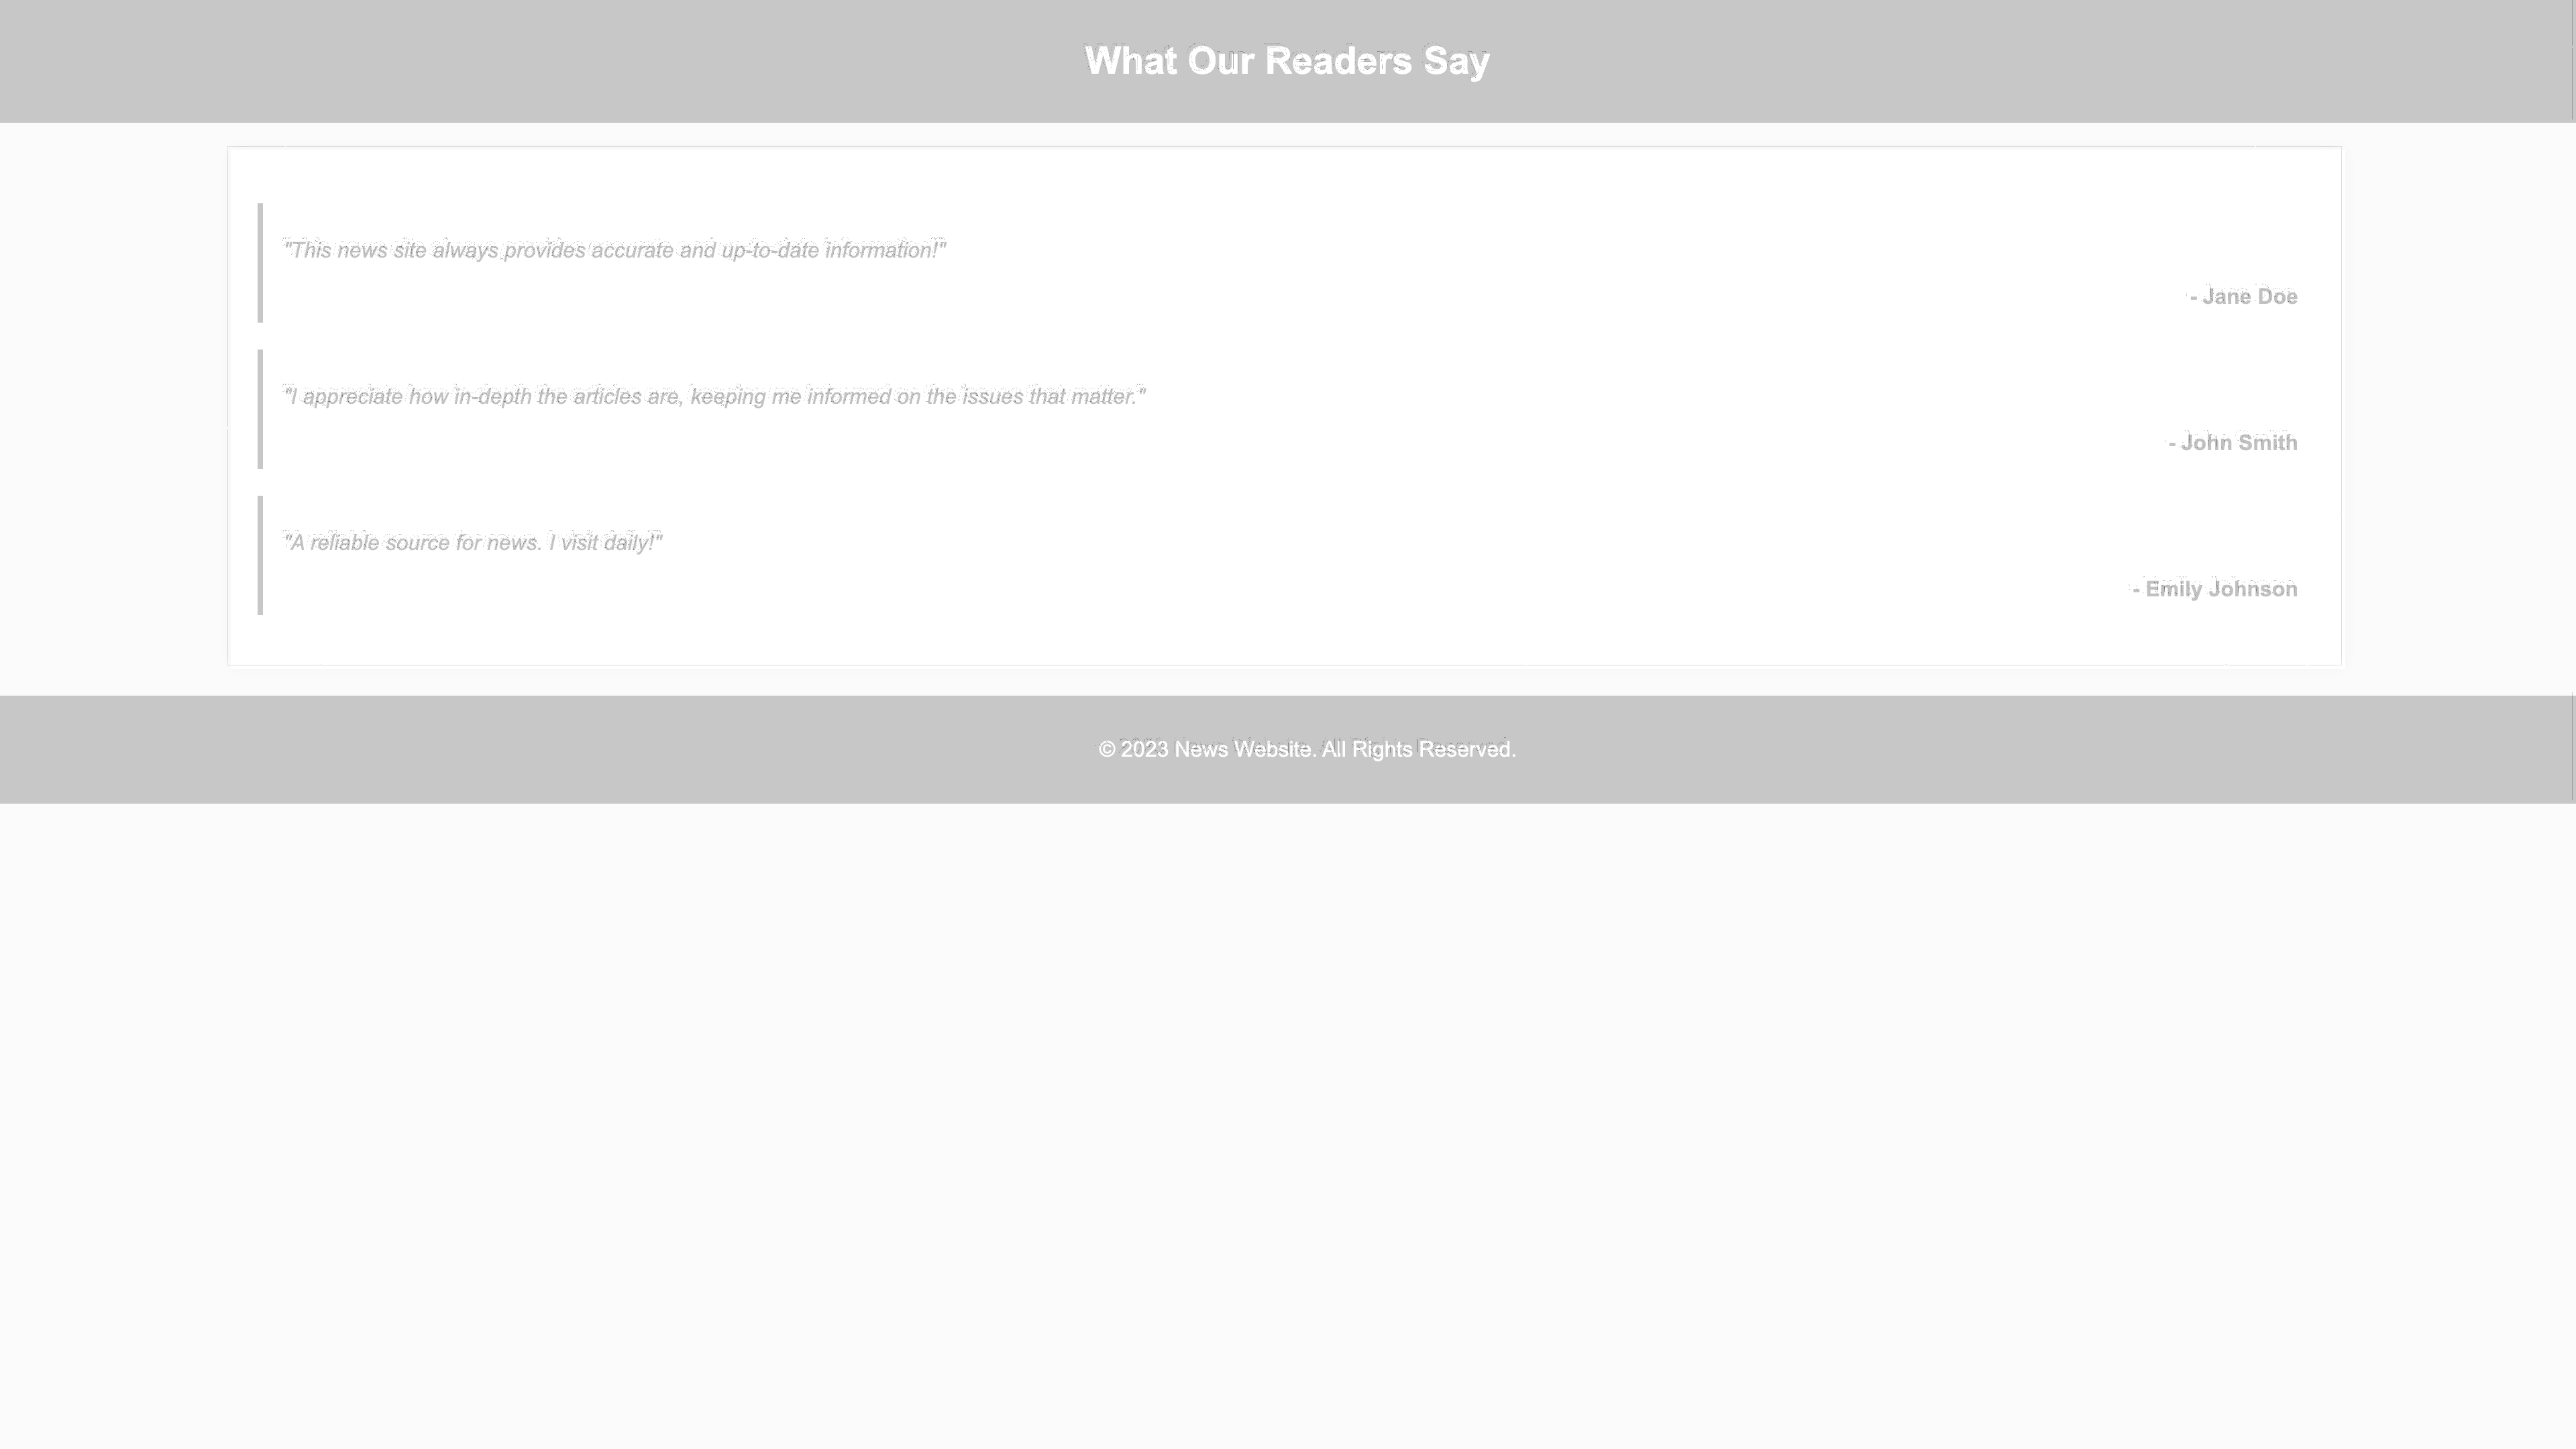 What Our Readers Say
"This news site always provides accurate and up-to-date information!"
- Jane Doe
"I appreciate how in-depth the articles are, keeping me informed on the issues that matter."
- John Smith
"A reliable source for news. I visit daily!"
- Emily Johnson
© 2023 News Website. All Rights Reserved.